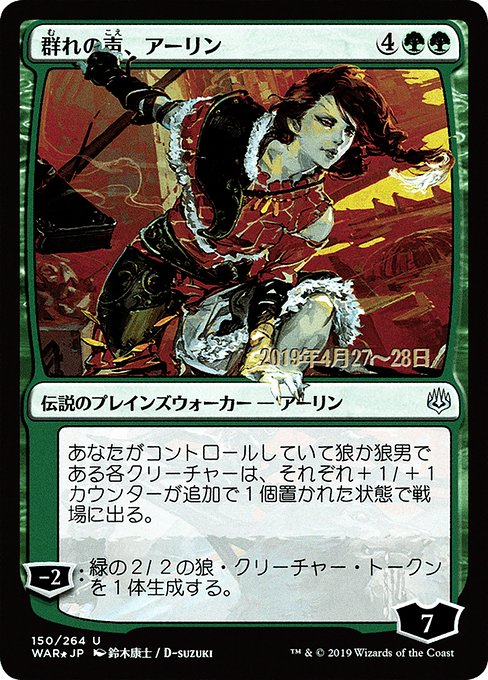 群れの声、アーリン 4
む こえ
2019年4月27～28日
伝説のプレインズウォーカー — アーリン
あなたがコントロールしていて狼か狼男で
ある各クリーチャーは、それぞれ＋１/＋１
カウンターが追加で１個置かれた状態で戦
場に出る。
-2 ：緑の２/２の狼・クリーチャー・トークン
を１体生成する。
7
150/264 U
WAR★JP 鈴木康士 / D-SUZUKI
™ & © 2019 Wizards of the Coast